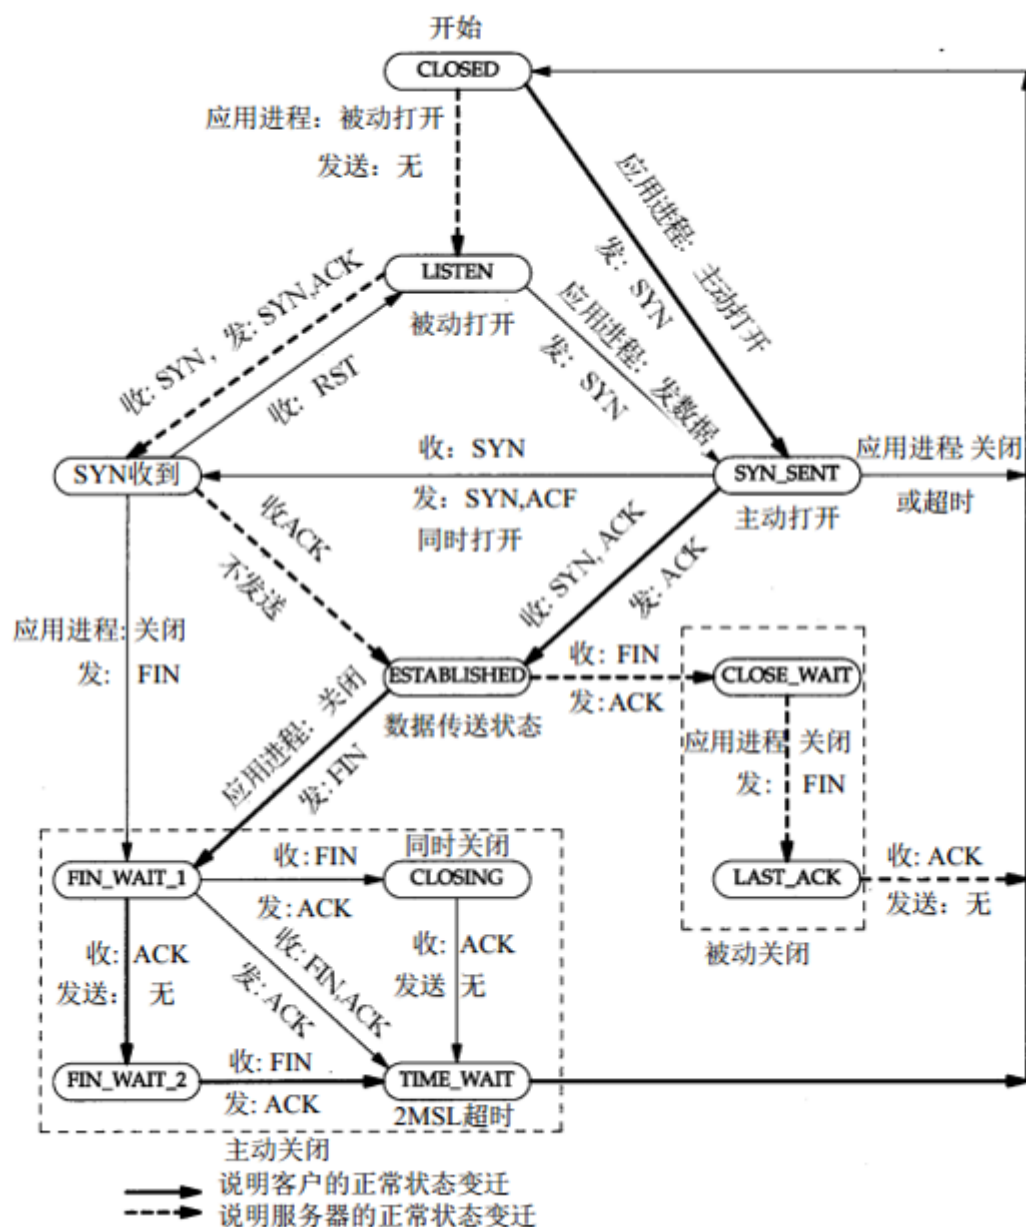 开始
CLOSED
应用进程：被动打开
发送：无
应用进程：主动打开
发：SYN
LISTEN
被动打开
收: SYN，发: SYN,ACK
收：RST
应用进程：发数据
发：SYN
SYN收到
收：SYN
发：SYN,ACF
同时打开
SYN_SENT
主动打开
应用进程: 关闭
或超时
收ACK
不发送
收: SYN, ACK
发: ACK
应用进程: 关闭
发: FIN
ESTABLISHED
数据传送状态
收: FIN
发: ACK
CLOSE_WAIT
应用进程 关闭
发: FIN
LAST_ACK
收: ACK
发送：无
被动关闭
应用进程：关闭
发: FIN
FIN_WAIT_1
收: FIN
发: ACK
同时关闭
CLOSING
收: ACK
发送：无
收: FIN,ACK
发: ACK
收: ACK
发送 无
FIN_WAIT_2
收: FIN
发: ACK
TIME_WAIT
2MSL超时
主动关闭
说明客户的正常状态变迁
说明服务器的正常状态变迁